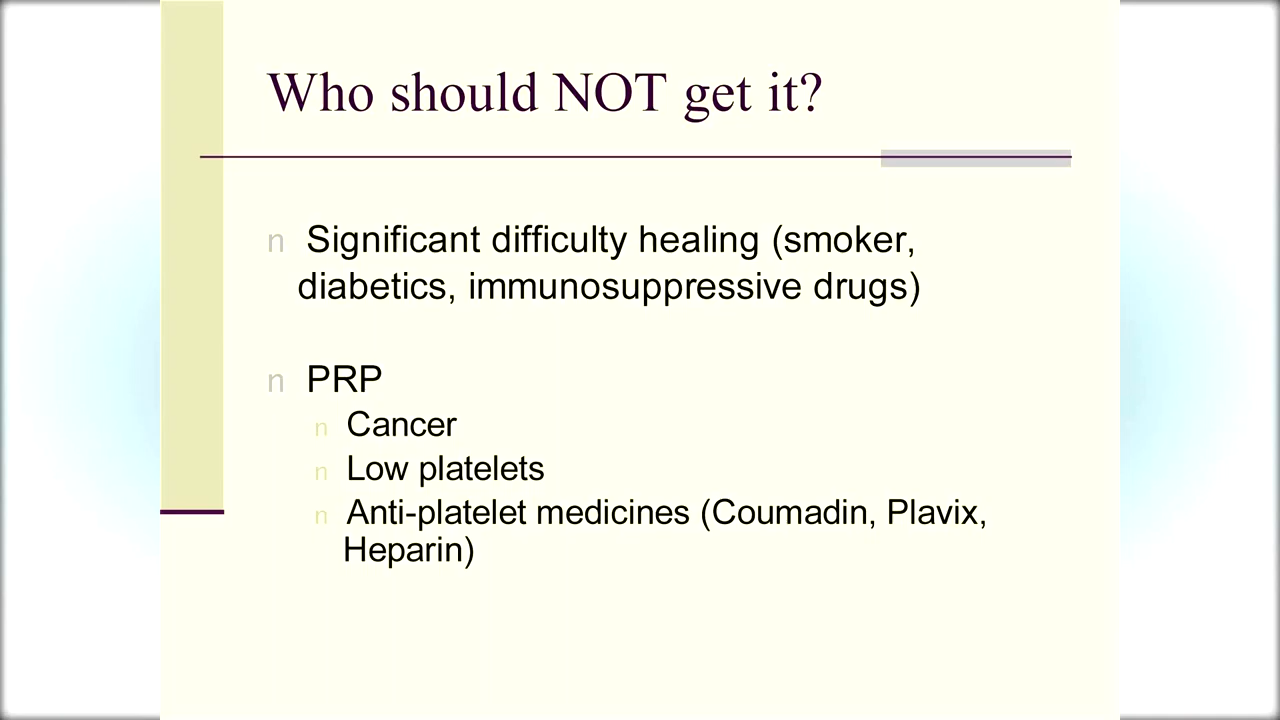 Who should NOT get it?
n Significant difficulty healing (smoker,
diabetics, immunosuppressive drugs)
n PRP
n Cancer
n Low platelets
n Anti-platelet medicines (Coumadin, Plavix,
Heparin)